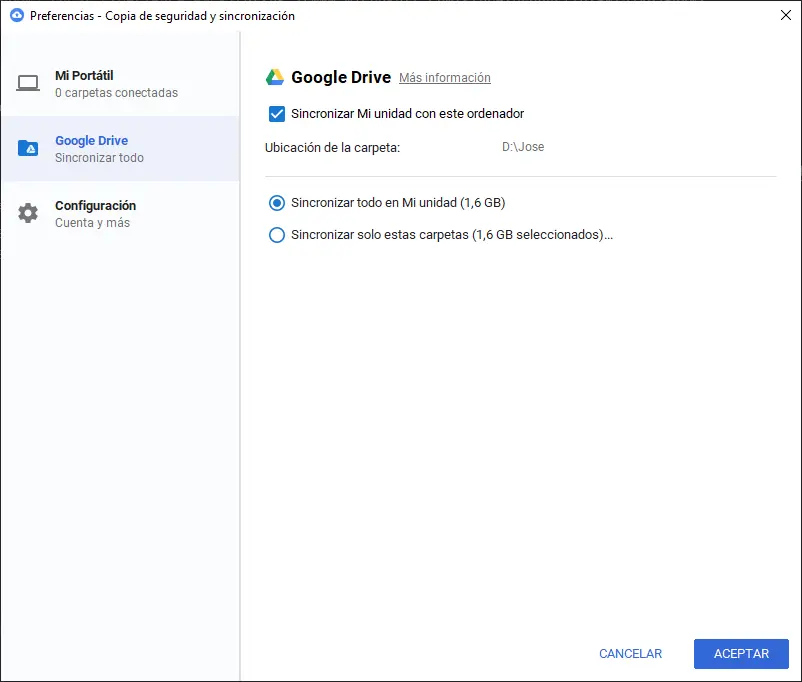 Preferencias - Copia de seguridad y sincronización
Mi Portátil
0 carpetas conectadas
Google Drive
Sincronizar todo
Configuración
Cuenta y más
Google Drive Más información
Sincronizar Mi unidad con este ordenador
Ubicación de la carpeta: D:\Jose
Sincronizar todo en Mi unidad (1,6 GB)
Sincronizar solo estas carpetas (1,6 GB seleccionados)...
CANCELAR ACEPTAR